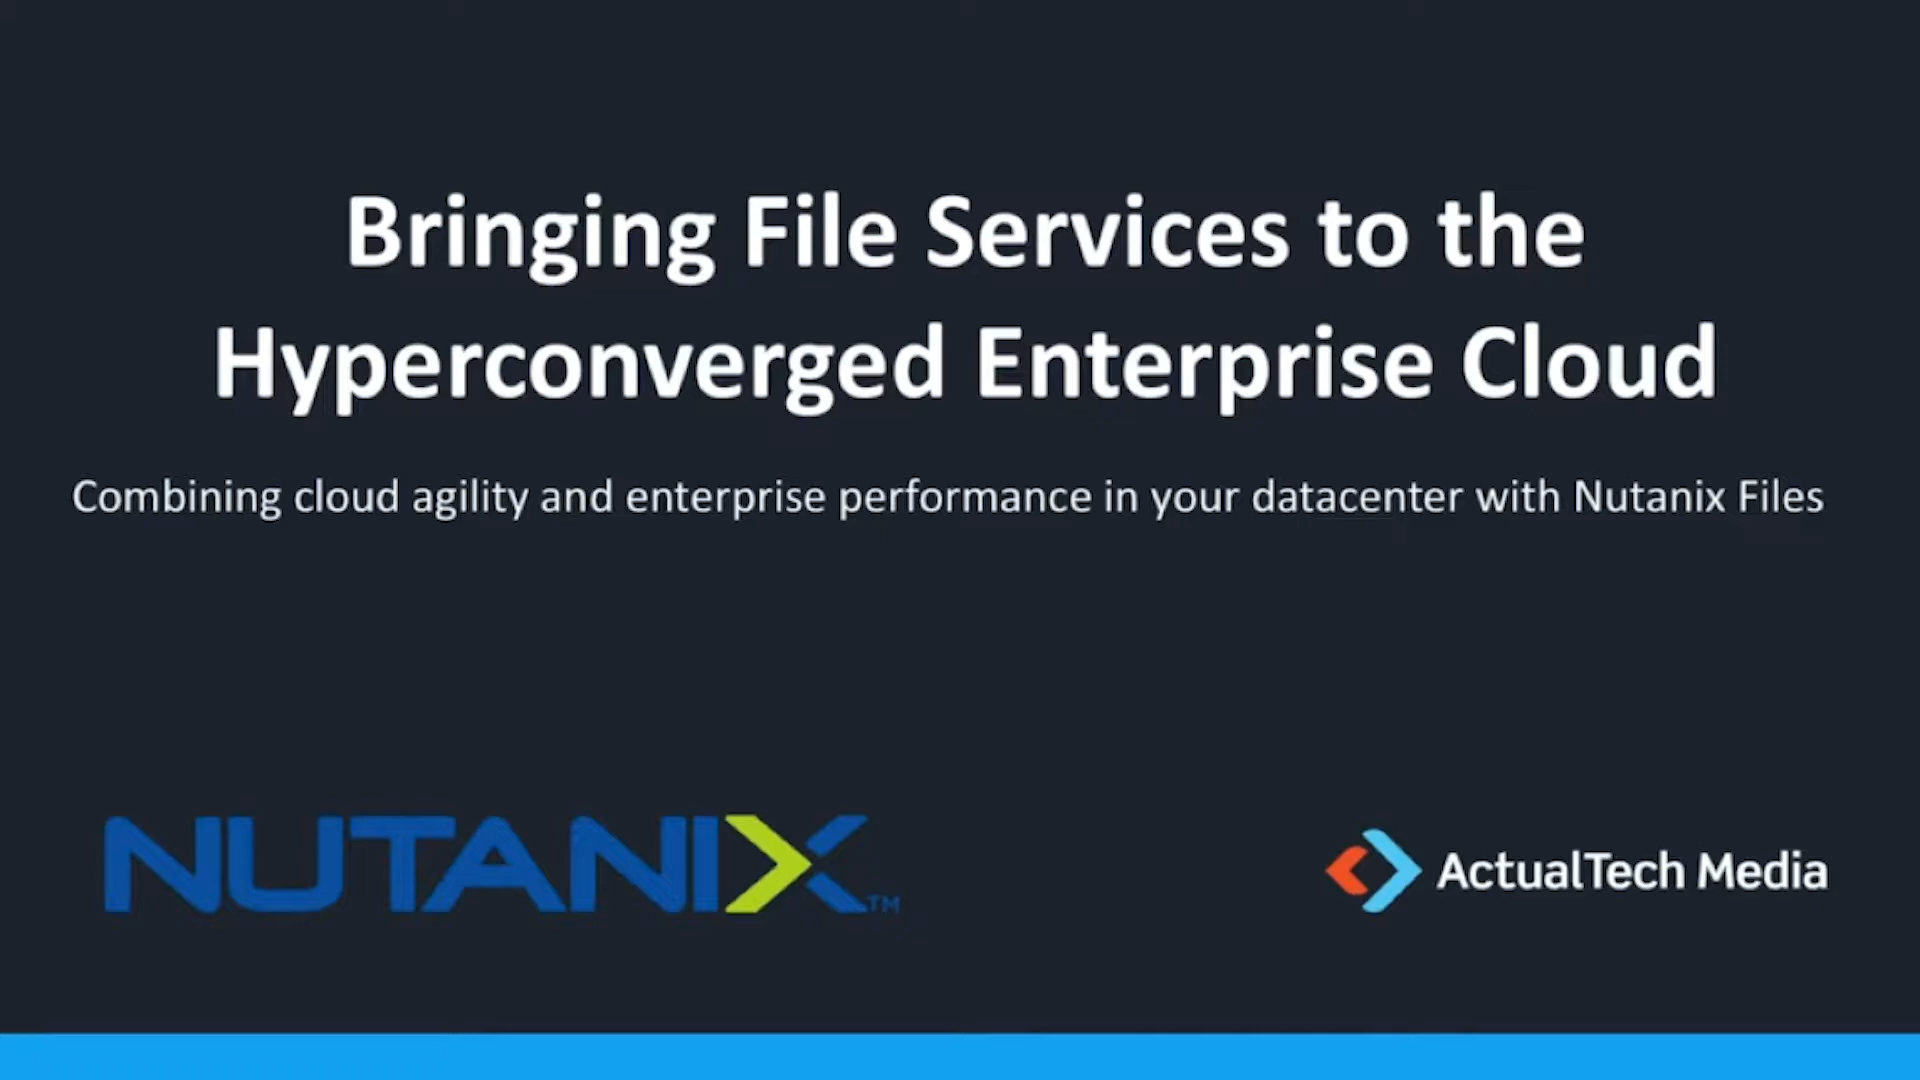 Bringing File Services to the
Hyperconverged Enterprise Cloud
Combining cloud agility and enterprise performance in your datacenter with Nutanix Files
NUTANIX™
ActualTech Media